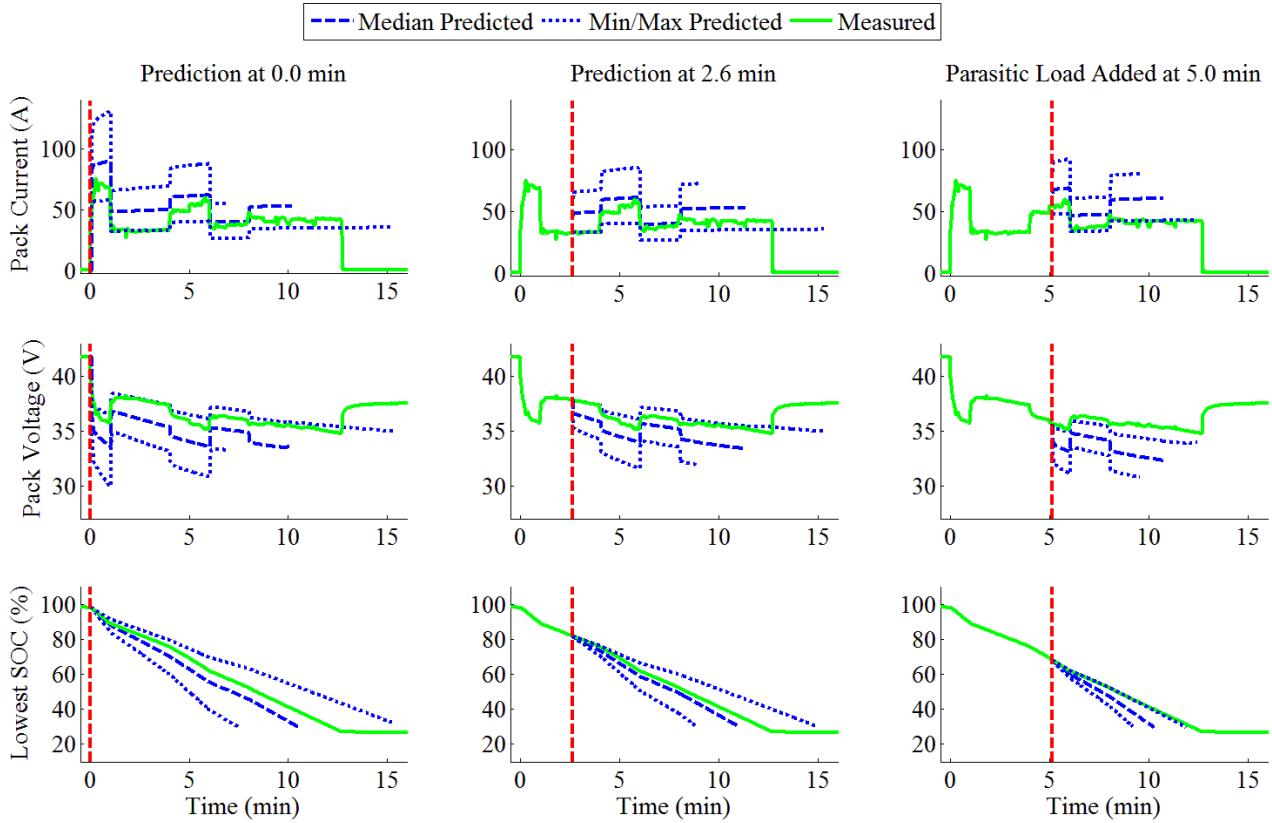 Median Predicted Min/Max Predicted Measured
Prediction at 0.0 min Prediction at 2.6 min Parasitic Load Added at 5.0 min
Pack Current (A)
100 100 100
50 50 50
0 0 0
0 5 10 15 0 5 10 15 0 5 10 15
Pack Voltage (V)
40 40 40
35 35 35
30 30 30
0 5 10 15 0 5 10 15 0 5 10 15
Lowest SOC (%)
100 100 100
80 80 80
60 60 60
40 40 40
20 20 20
0 5 10 15 0 5 10 15 0 5 10 15
Time (min) Time (min) Time (min)